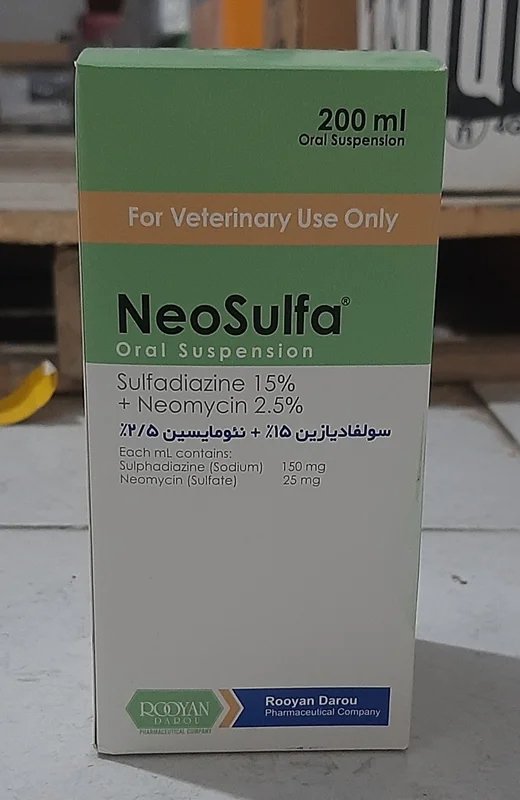 200 ml
Oral Suspension
For Veterinary Use Only
NeoSulfa®
Oral Suspension
Sulfadiazine 15%
+ Neomycin 2.5%
سولفادیازین ۱۵٪ + نئومایسین ۲/۵٪
Each mL contains:
Sulphadiazine (Sodium) 150 mg
Neomycin (Sulfate) 25 mg
ROOYAN
DAROU
PHARMACEUTICAL COMPANY
Rooyan Darou
Pharmaceutical Company